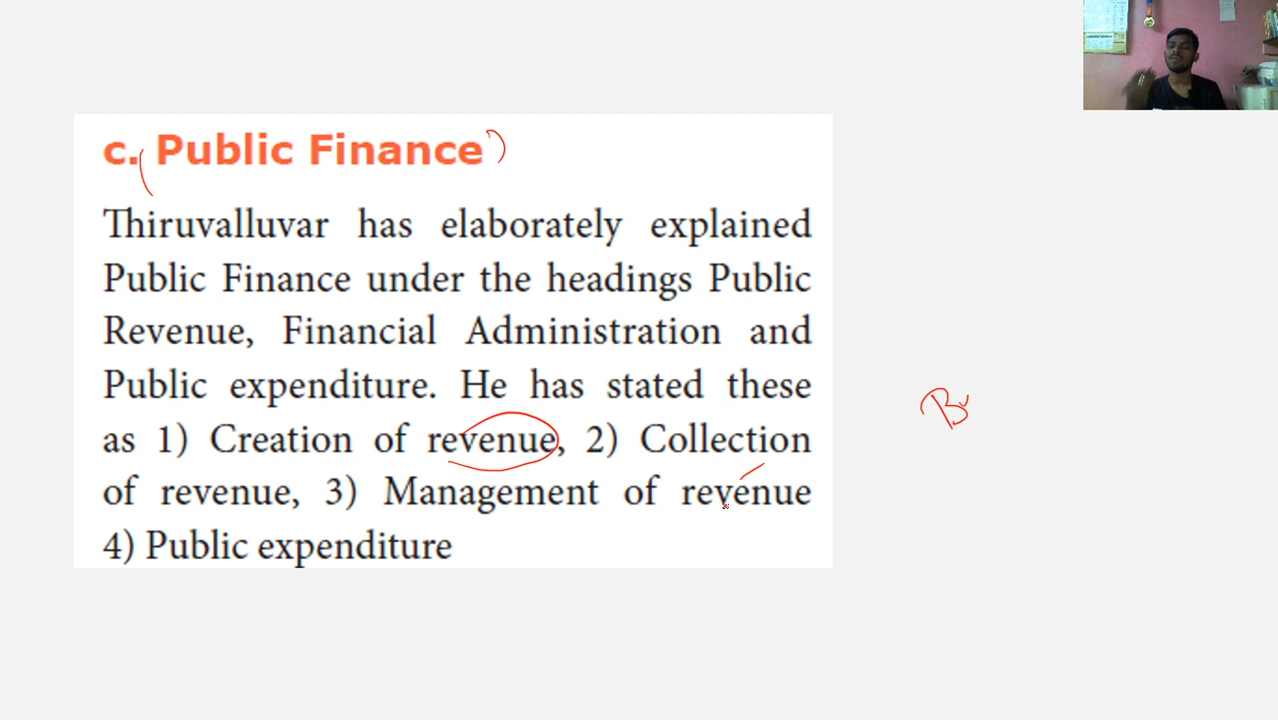 c. Public Finance
Thiruvalluvar has elaborately explained
Public Finance under the headings Public
Revenue, Financial Administration and
Public expenditure. He has stated these
as 1) Creation of revenue, 2) Collection
of revenue, 3) Management of revenue
4) Public expenditure